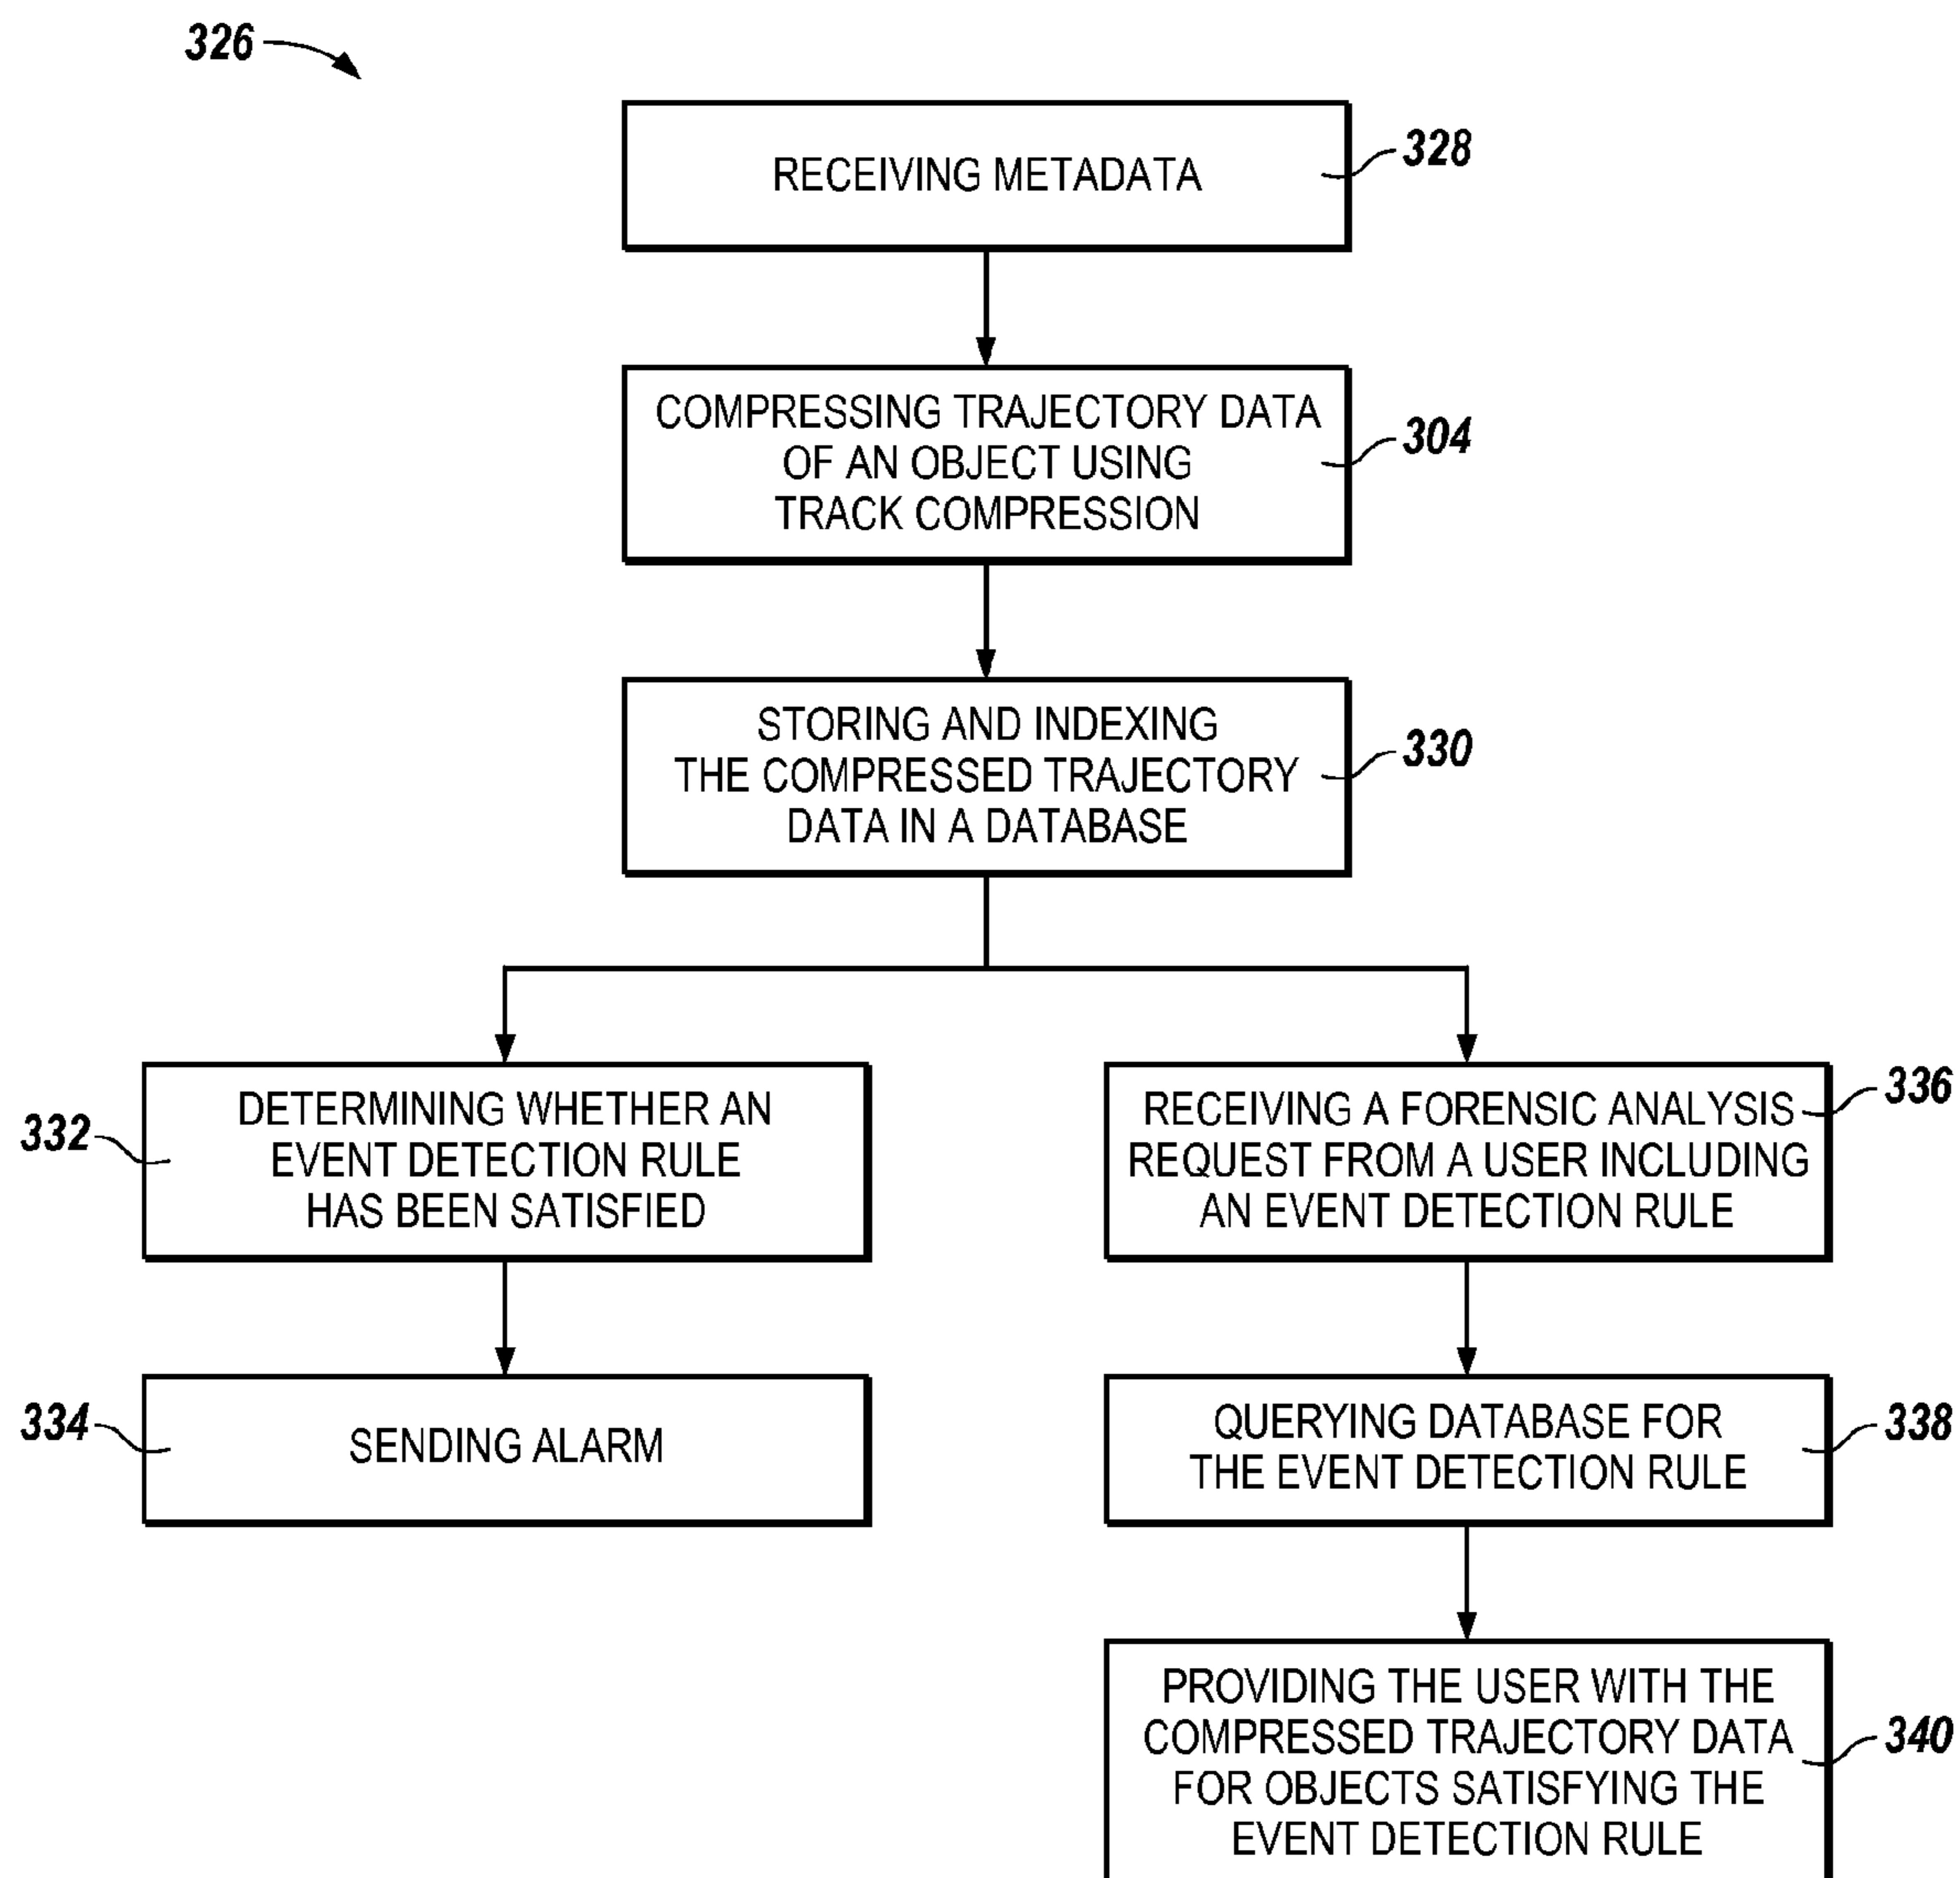 326
RECEIVING METADATA
328
COMPRESSING TRAJECTORY DATA
OF AN OBJECT USING
TRACK COMPRESSION
304
STORING AND INDEXING
THE COMPRESSED TRAJECTORY
DATA IN A DATABASE
330
332
DETERMINING WHETHER AN
EVENT DETECTION RULE
HAS BEEN SATISFIED
334
SENDING ALARM
RECEIVING A FORENSIC ANALYSIS
REQUEST FROM A USER INCLUDING
AN EVENT DETECTION RULE
336
QUERYING DATABASE FOR
THE EVENT DETECTION RULE
338
PROVIDING THE USER WITH THE
COMPRESSED TRAJECTORY DATA
FOR OBJECTS SATISFYING THE
EVENT DETECTION RULE
340